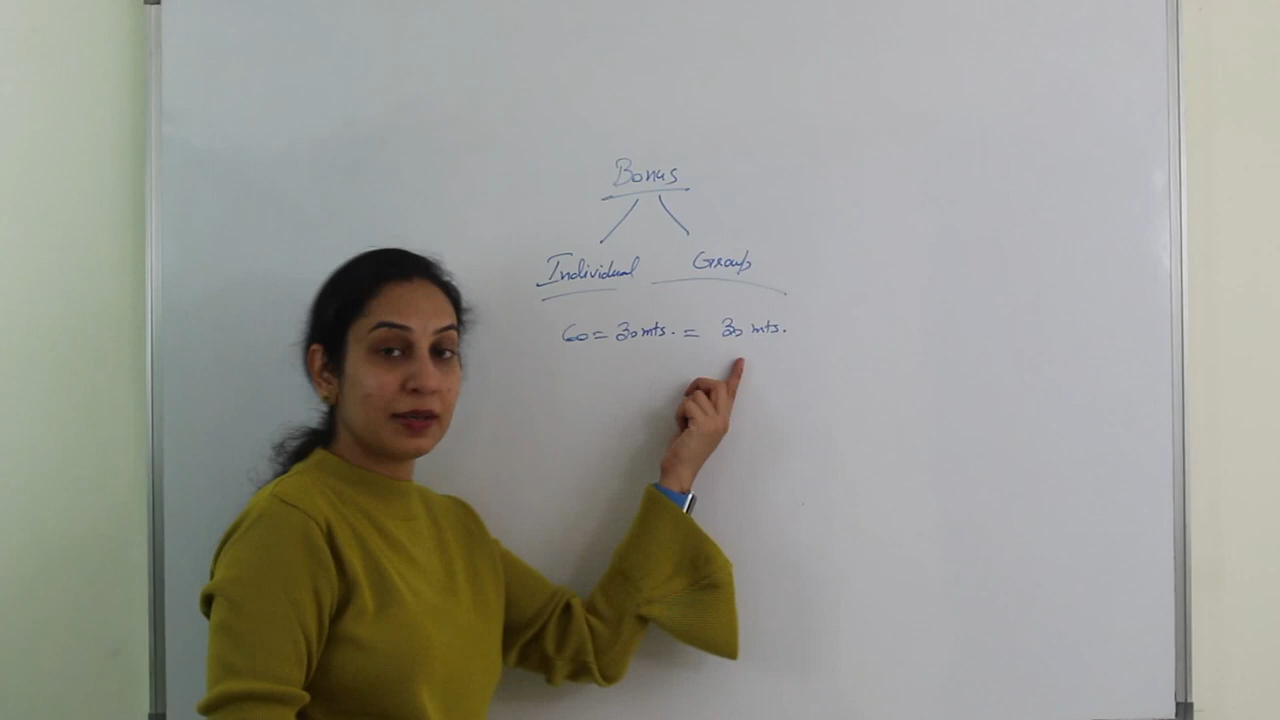 Bonus
Individual Group
60 = 30 mts. = 30 mts.